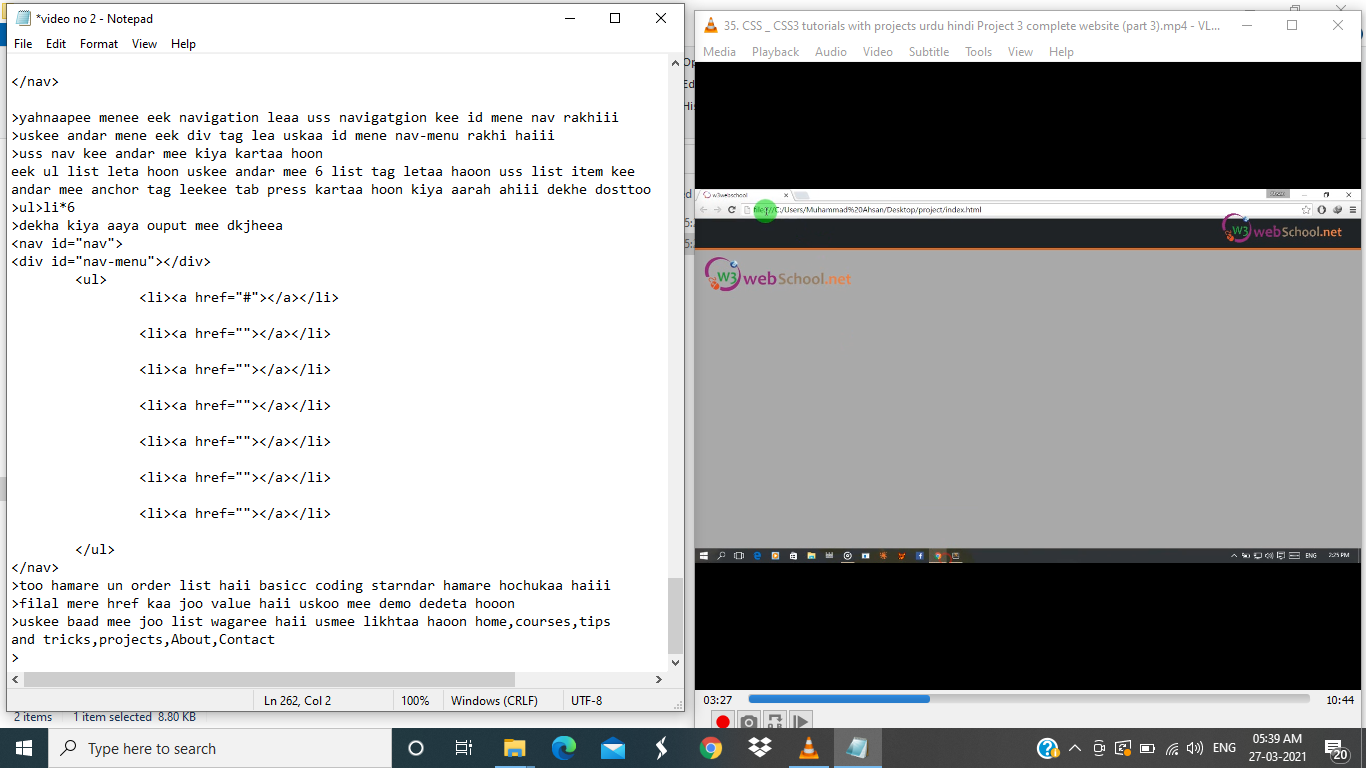 *video no 2 - Notepad
File Edit Format View Help
</nav>
>yahnaapee menee eek navigation leaa uss navigatgion kee id mene nav rakhiii
>uskee andar mene eek div tag lea uskaa id mene nav-menu rakhi haiii
>uss nav kee andar mee kiya kartaa hoon
eek ul list leta hoon uskee andar mee 6 list tag letaa haoon uss list item kee
andar mee anchor tag leekee tab press kartaa hoon kiya aarah ahiii dekhe dosttoo
>ul>li*6
>dekha kiya aaya ouput mee dkjheea
<nav id="nav">
<div id="nav-menu"></div>
<ul>
<li><a href="#"></a></li>
<li><a href=""></a></li>
<li><a href=""></a></li>
<li><a href=""></a></li>
<li><a href=""></a></li>
<li><a href=""></a></li>
<li><a href=""></a></li>
</ul>
</nav>
>too hamare un order list haii basicc coding starndar hamare hochukaa haiii
>filal mere href kaa joo value haii uskoo mee demo dedeta hooon
>uskee baad mee joo list wagaree haii usmee likhtaa haoon home,courses,tips
and tricks,projects,About,Contact
>
Ln 262, Col 2 100% Windows (CRLF) UTF-8
2 items 1 item selected 8.80 KB
35. CSS _ CSS3 tutorials with projects urdu hindi Project 3 complete website (part 3).mp4 - VL...
Media Playback Audio Video Subtitle Tools View Help
w3webschool
file:///C:/Users/Muhammad%20Ahsan/Desktop/project/index.html
W3 webSchool.net
W3 webSchool.net
ENG 2:25 PM
03:27 10:44
Type here to search
ENG
05:39 AM
27-03-2021
20